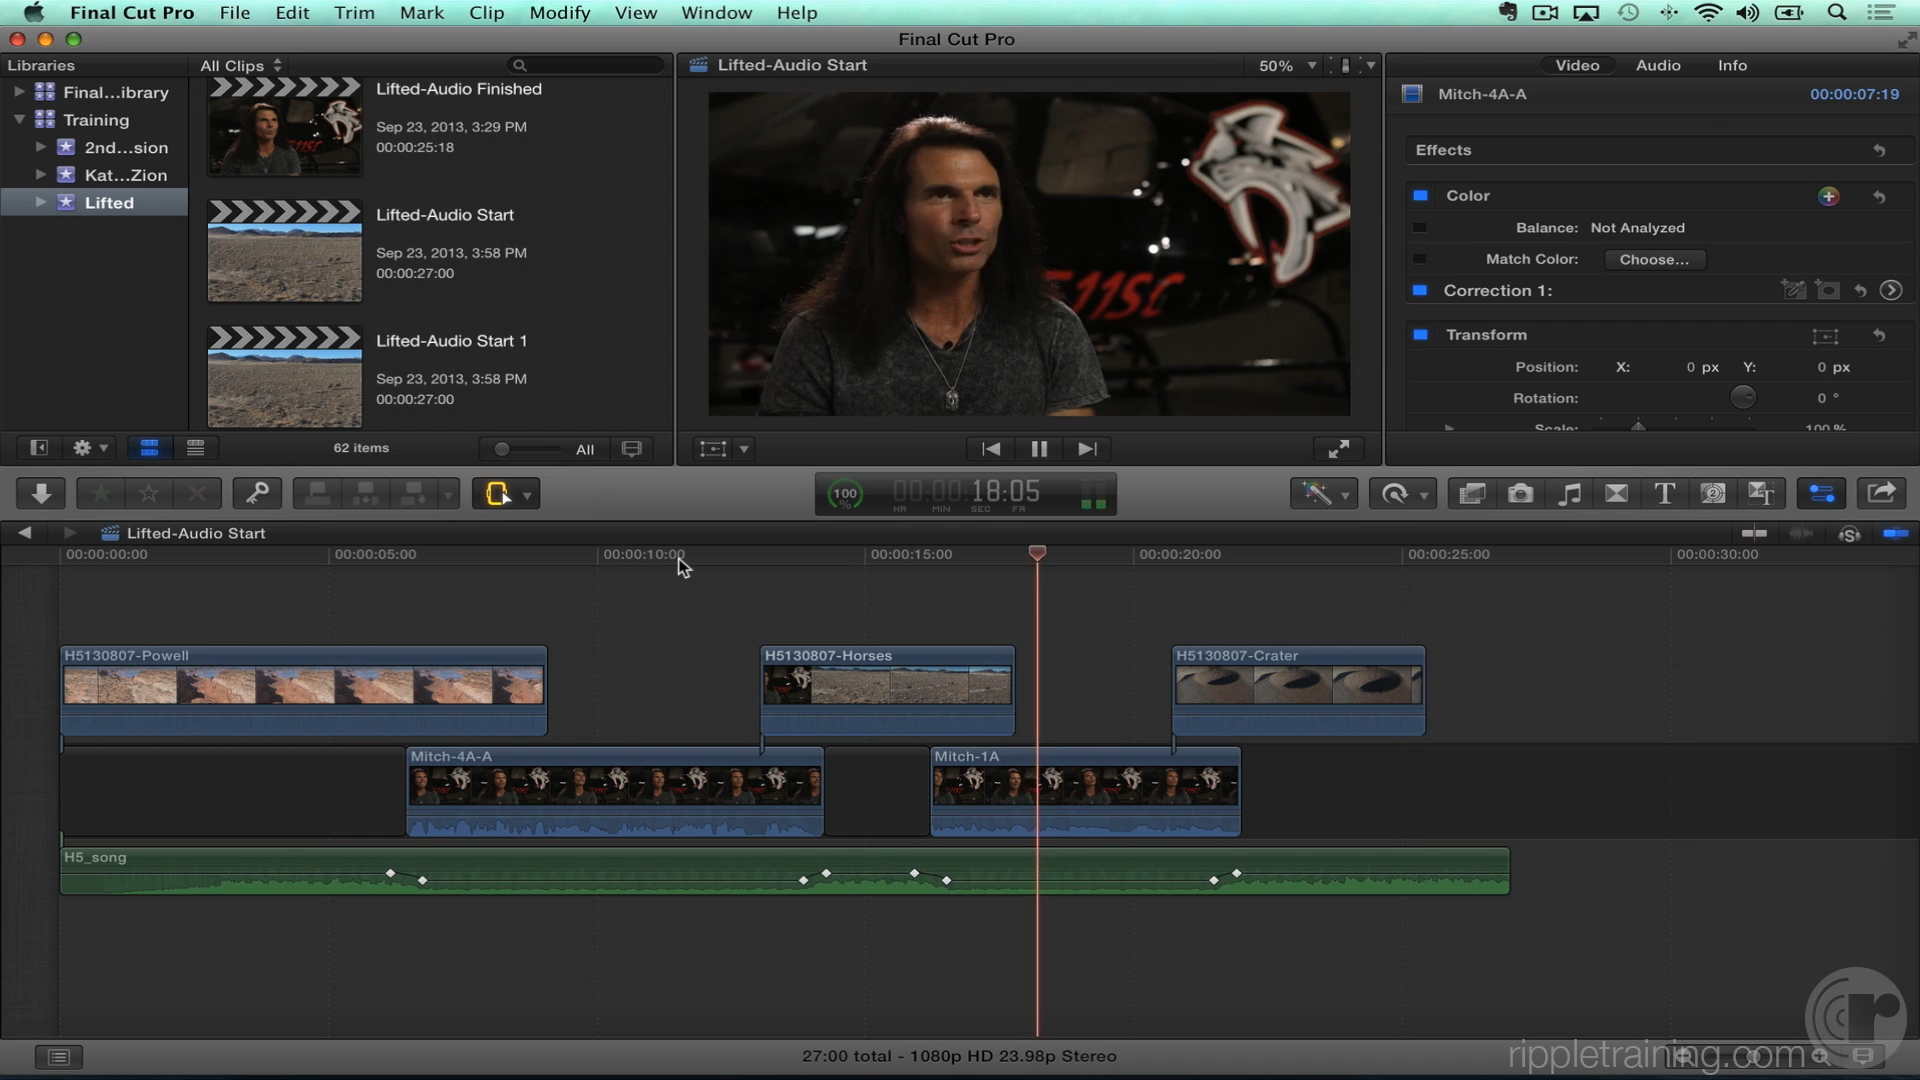 Final Cut Pro File Edit Trim Mark Clip Modify View Window Help
Final Cut Pro
Libraries
All Clips
Final...ibrary
Training
2nd...sion
Kat...Zion
Lifted
Lifted-Audio Finished
Sep 23, 2013, 3:29 PM
00:00:25:18
Lifted-Audio Start
Sep 23, 2013, 3:58 PM
00:00:27:00
Lifted-Audio Start 1
Sep 23, 2013, 3:58 PM
00:00:27:00
62 items
All
Lifted-Audio Start
50%
Video Audio Info
Mitch-4A-A
00:00:07:19
Effects
Color
Balance: Not Analyzed
Match Color: Choose...
Correction 1:
Transform
Position: X: 0 px Y: 0 px
Rotation: 0 °
Scale: 100 %
100
%
00:00:18:05
HR MIN SEC FR
Lifted-Audio Start
00:00:00:00 00:00:05:00 00:00:10:00 00:00:15:00 00:00:20:00 00:00:25:00 00:00:30:00
H5130807-Powell
H5130807-Horses
H5130807-Crater
Mitch-4A-A
Mitch-1A
H5_song
27:00 total - 1080p HD 23.98p Stereo
rippletraining.com